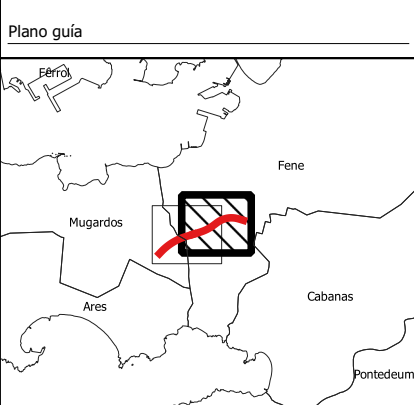 Plano guía
Ferrol
Fene
Mugardos
Cabanas
Ares
Pontedeum